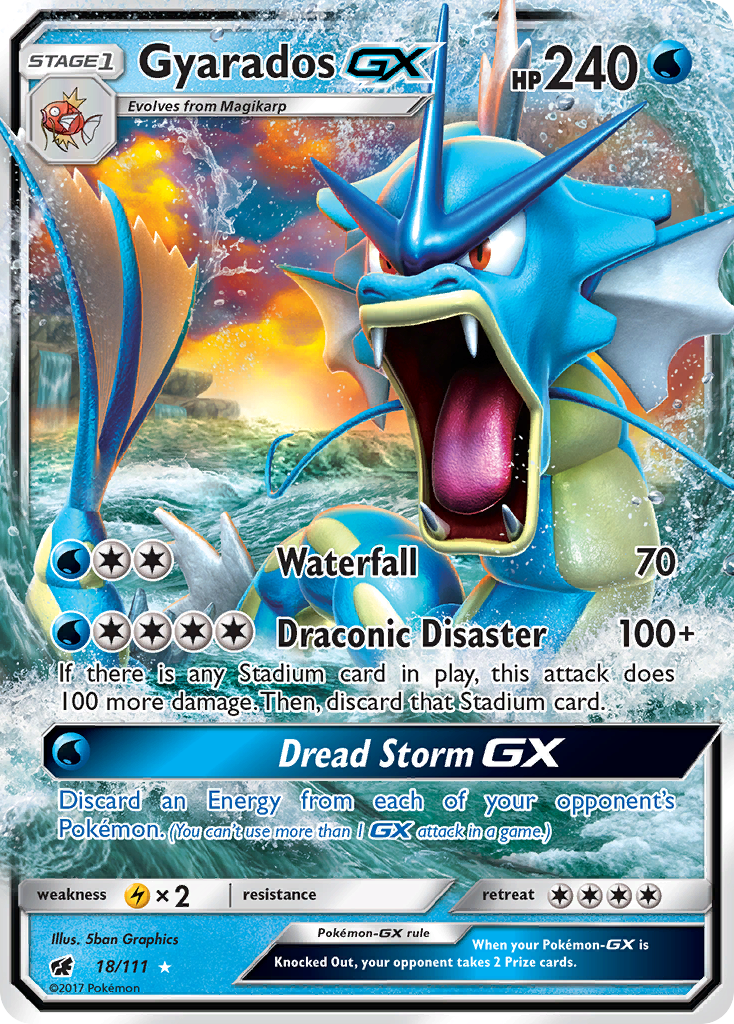 STAGE1
Gyarados GX
HP 240
Evolves from Magikarp
Waterfall 70
Draconic Disaster 100+
If there is any Stadium card in play, this attack does
100 more damage. Then, discard that Stadium card.
Dread Storm GX
Discard an Energy from each of your opponent's
Pokémon. (You can't use more than 1 GX attack in a game.)
weakness ×2 resistance retreat
Illus. 5ban Graphics
18/111
©2017 Pokémon
Pokémon-GX rule
When your Pokémon-GX is
Knocked Out, your opponent takes 2 Prize cards.